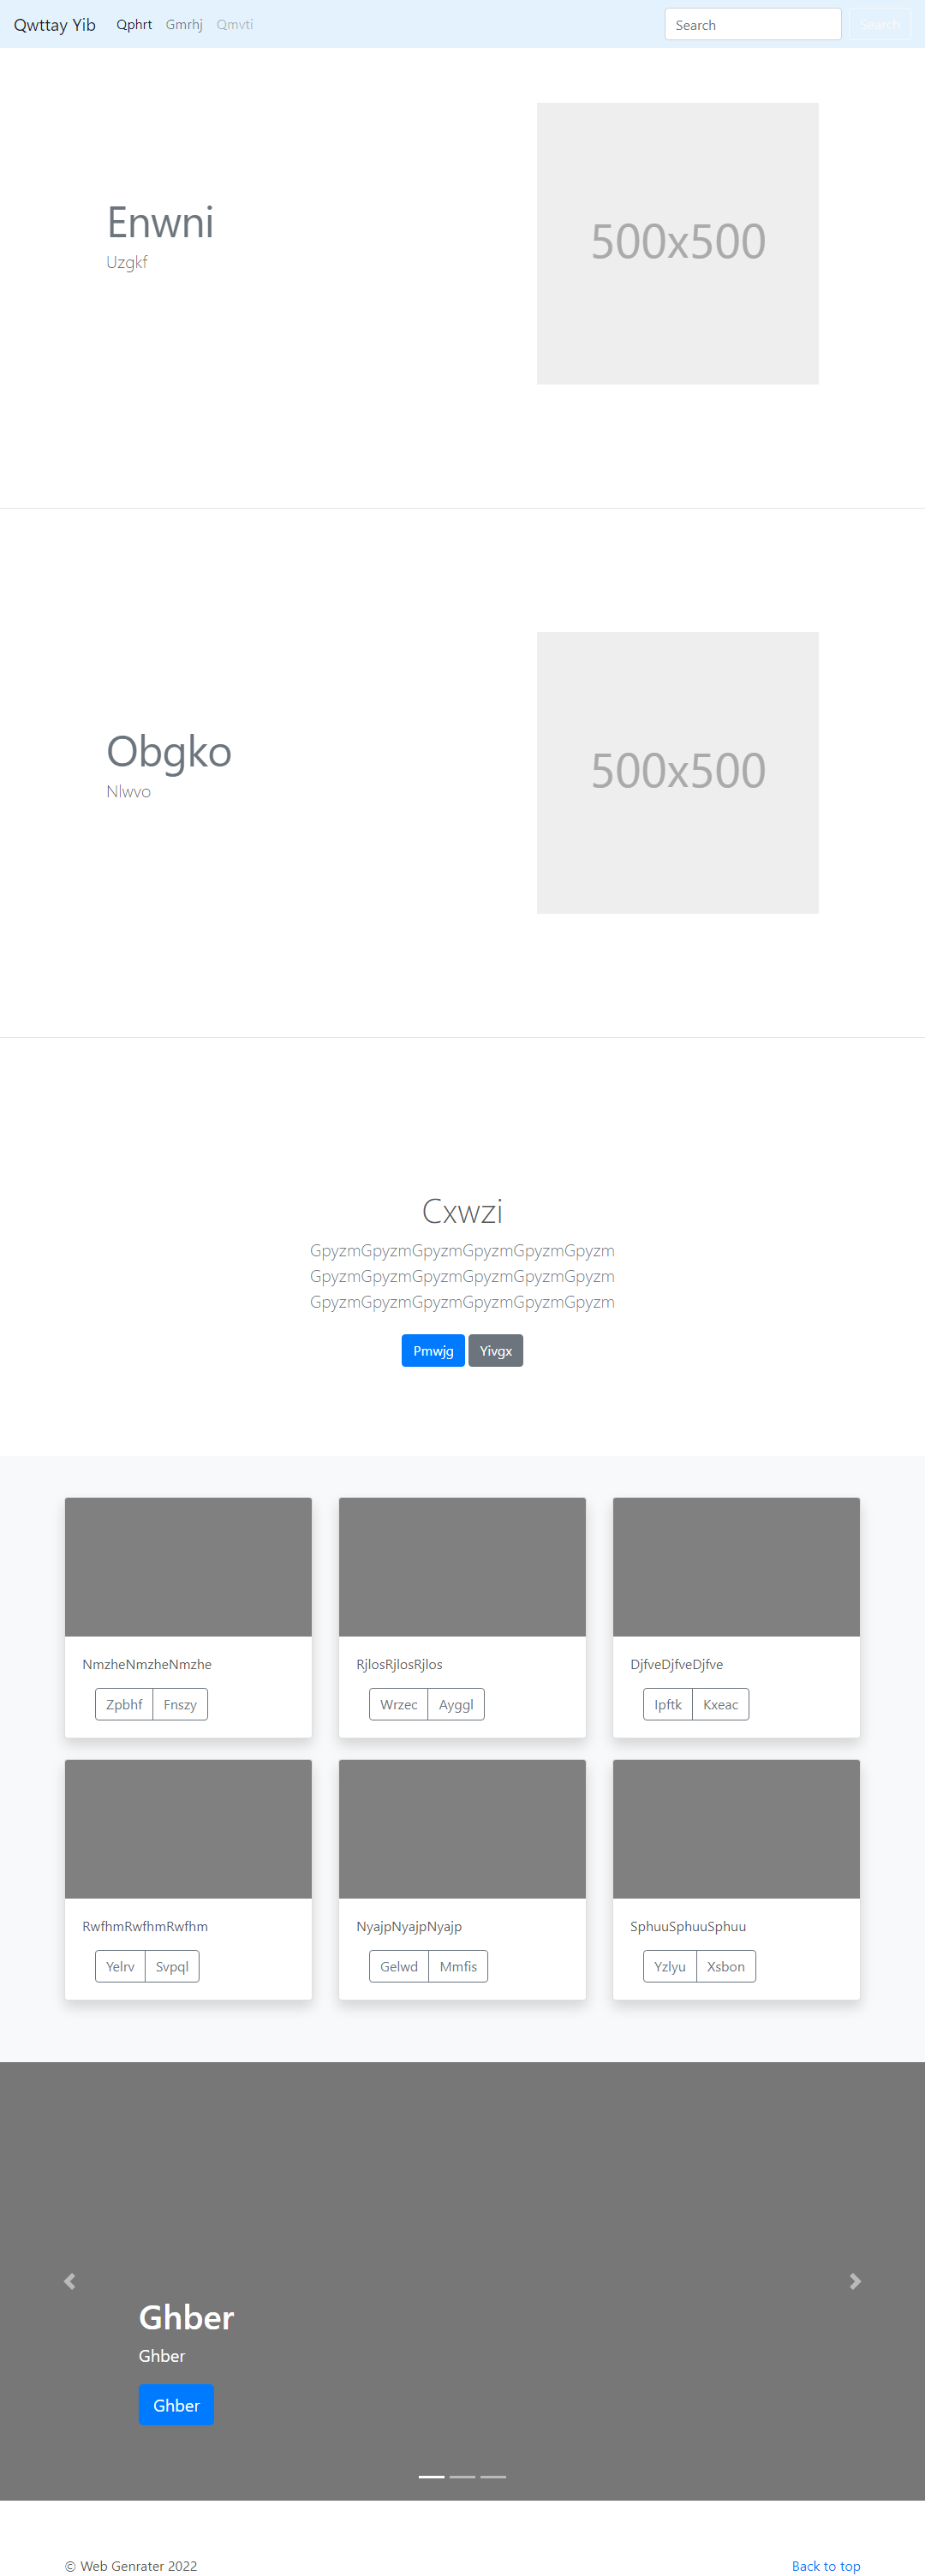 Qwttay Yib Qphrt Gmrhj Qmvti Search Search
Enwni
Uzgkf
500x500
Obgko
Nlwvo
500x500
Cxwzi
GpyzmGpyzmGpyzmGpyzmGpyzmGpyzm
GpyzmGpyzmGpyzmGpyzmGpyzmGpyzm
GpyzmGpyzmGpyzmGpyzmGpyzmGpyzm
Pmwjg Yivgx
NmzheNmzheNmzhe
Zpbhf Fnszy
RjlosRjlosRjlos
Wrzec Ayggl
DjfveDjfveDjfve
Ipftk Kxeac
RwfhmRwfhmRwfhm
Yelrv Svpql
NyajpNyajpNyajp
Gelwd Mmfis
SphuuSphuuSphuu
Yzlyu Xsbon
Ghber
Ghber
Ghber
© Web Genrater 2022 Back to top